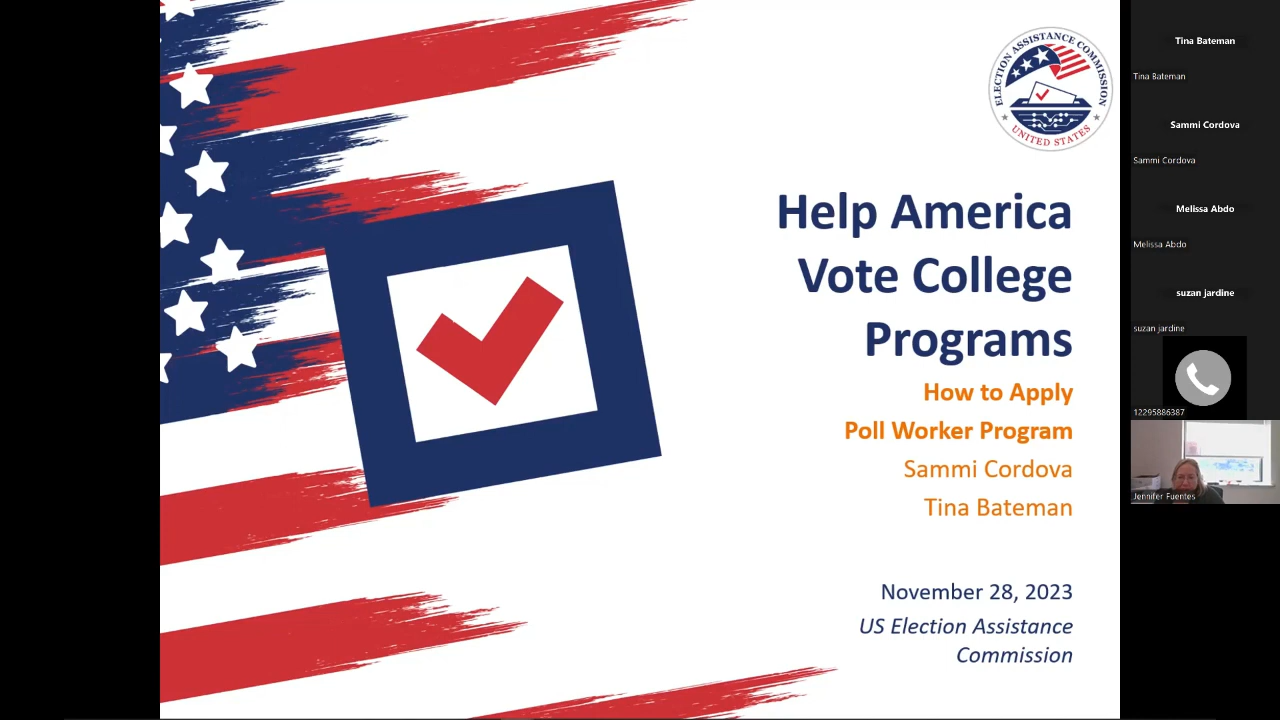 ELECTION ASSISTANCE COMMISSION
UNITED STATES
Help America
Vote College
Programs
How to Apply
Poll Worker Program
Sammi Cordova
Tina Bateman
November 28, 2023
US Election Assistance
Commission
Tina Bateman
Tina Bateman
Sammi Cordova
Sammi Cordova
Melissa Abdo
Melissa Abdo
suzan jardine
suzan jardine
12295886387
Jennifer Fuentes